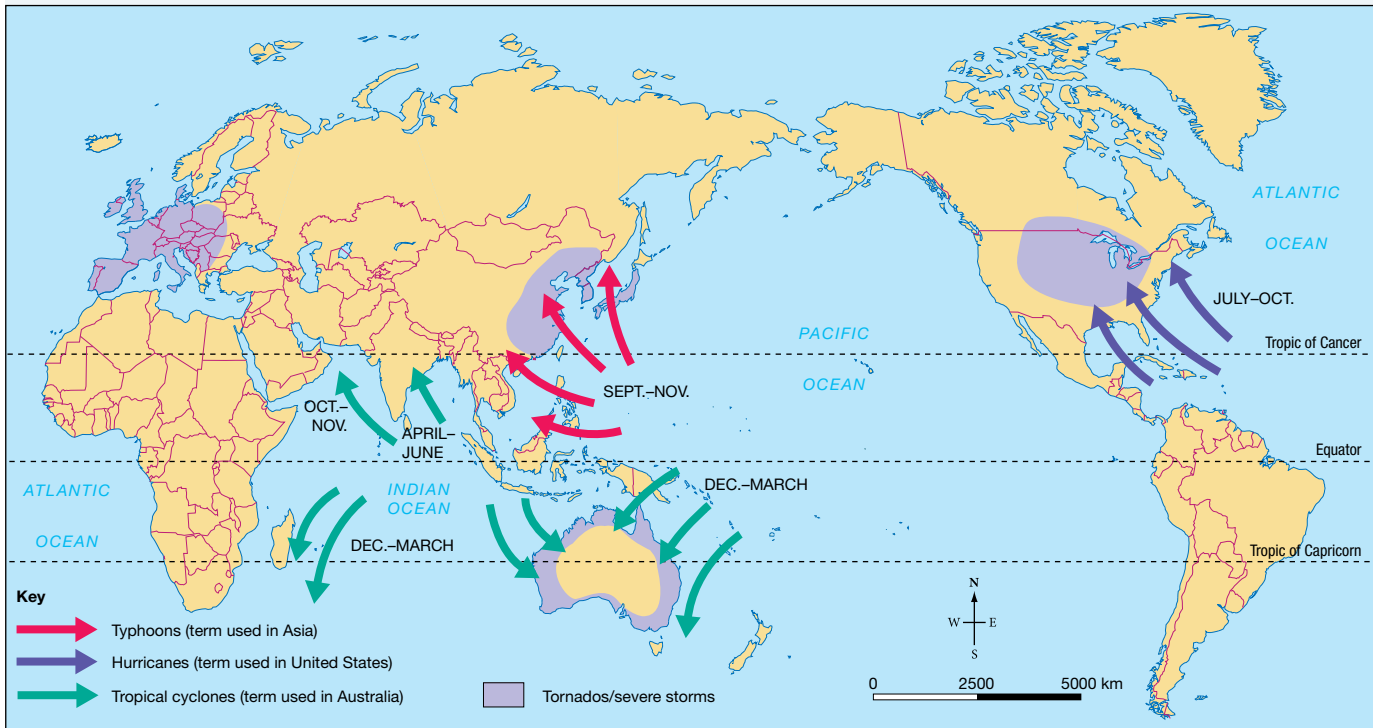 ATLANTIC
OCEAN
JULY–OCT.
PACIFIC
OCEAN
Tropic of Cancer
SEPT.–NOV.
OCT.–
NOV.
APRIL–
JUNE
Equator
ATLANTIC
OCEAN
INDIAN
OCEAN
DEC.–MARCH
DEC.–MARCH
Tropic of Capricorn
Key
Typhoons (term used in Asia)
Hurricanes (term used in United States)
Tropical cyclones (term used in Australia)
Tornados/severe storms
N
W
E
S
0 2500 5000 km